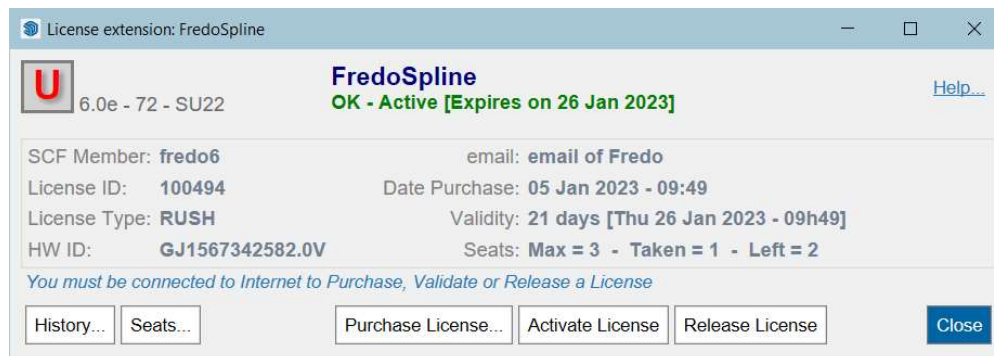 License extension: FredoSpline
U
6.0e - 72 - SU22
FredoSpline
OK - Active [Expires on 26 Jan 2023]
Help...
SCF Member: fredo6
email: email of Fredo
License ID: 100494
Date Purchase: 05 Jan 2023 - 09:49
License Type: RUSH
Validity: 21 days [Thu 26 Jan 2023 - 09h49]
HW ID: GJ1567342582.0V
Seats: Max = 3 - Taken = 1 - Left = 2
You must be connected to Internet to Purchase, Validate or Release a License
History...
Seats...
Purchase License...
Activate License
Release License
Close